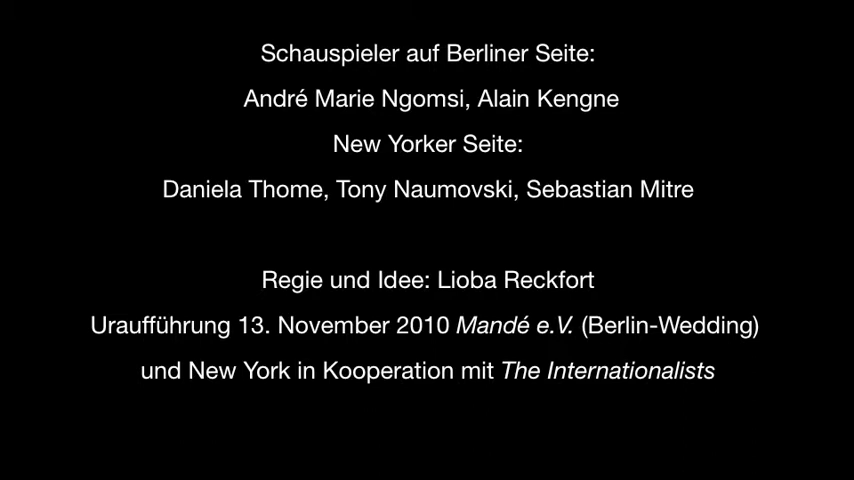 Schauspieler auf Berliner Seite:
André Marie Ngomsi, Alain Kengne
New Yorker Seite:
Daniela Thome, Tony Naumovski, Sebastian Mitre
Regie und Idee: Lioba Reckfort
Uraufführung 13. November 2010 Mandé e.V. (Berlin-Wedding)
und New York in Kooperation mit The Internationalists